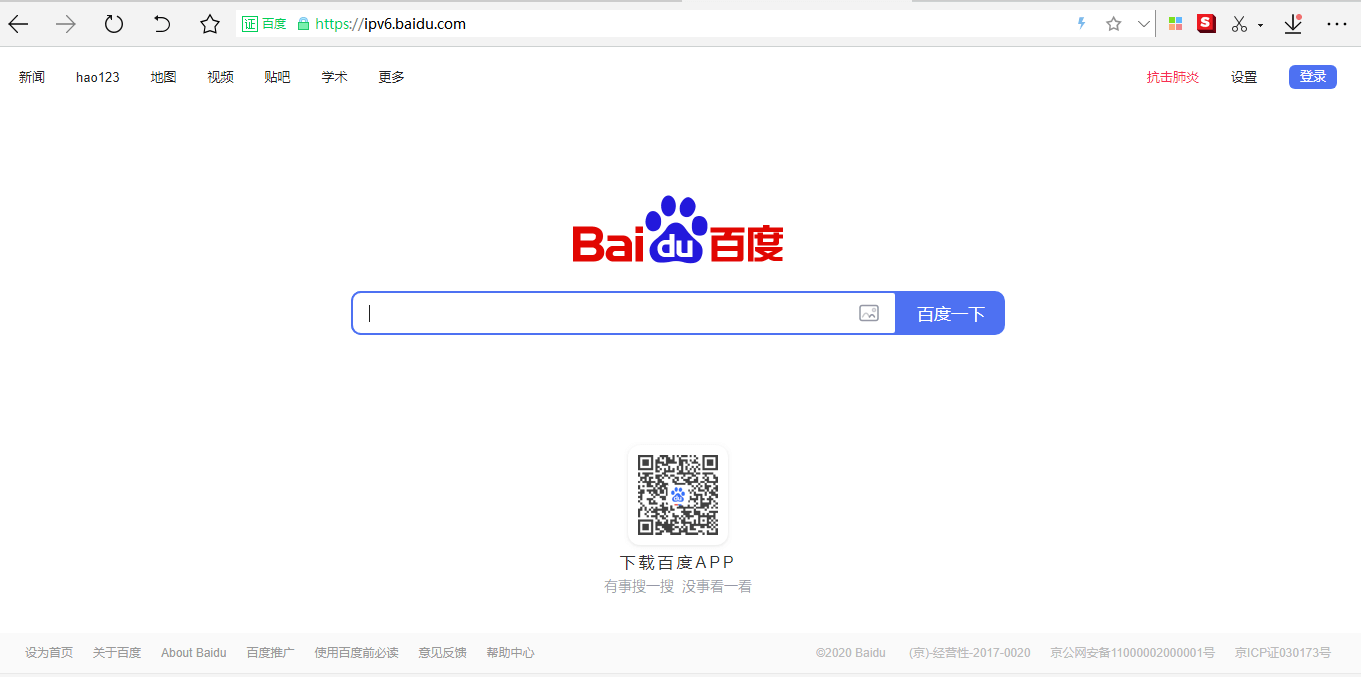 证 百度 https://ipv6.baidu.com S
新闻 hao123 地图 视频 贴吧 学术 更多 抗击肺炎 设置 登录
Baidu百度
百度一下
下载百度APP
有事搜一搜 没事看一看
设为首页 关于百度 About Baidu 百度推广 使用百度前必读 意见反馈 帮助中心 ©2020 Baidu (京)-经营性-2017-0020 京公网安备11000002000001号 京ICP证030173号